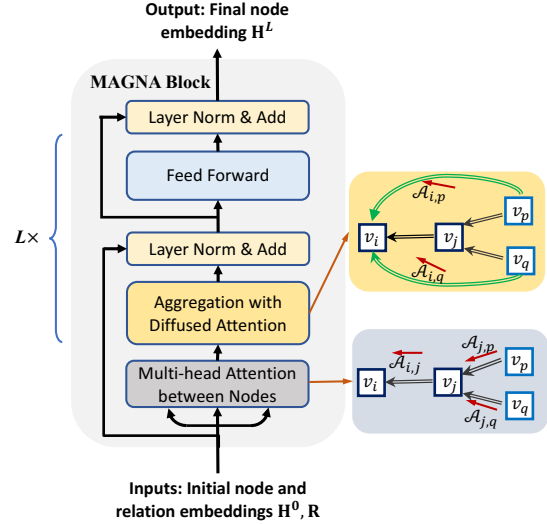 Output: Final node
embedding H^L
MAGNA Block
Layer Norm & Add
Feed Forward
L×
Layer Norm & Add
Aggregation with
Diffused Attention
Multi-head Attention
between Nodes
Inputs: Initial node and
relation embeddings H^0, R
𝒜_{i,p}
v_p
v_i
v_j
𝒜_{i,q}
v_q
𝒜_{i,j}
𝒜_{j,p}
v_p
v_i
v_j
𝒜_{j,q}
v_q